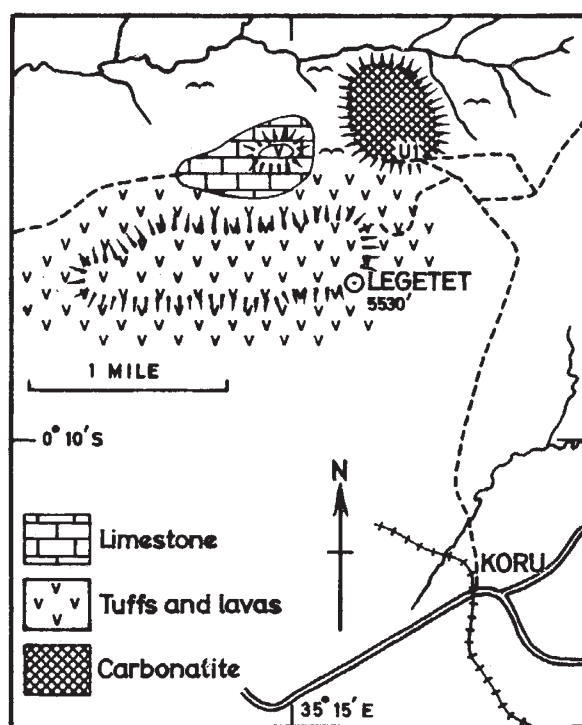 U1
LEGETET
5530'
1 MILE
0° 10'S
N
KORU
Limestone
Tuffs and lavas
Carbonatite
35° 15' E